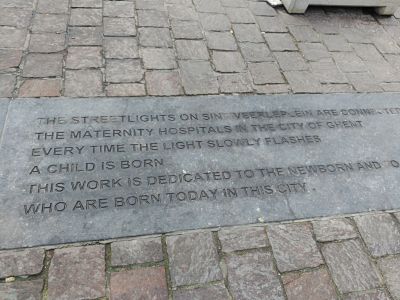 THE STREETLIGHTS ON SINT VEERLEPLEIN ARE CONNECTED
THE MATERNITY HOSPITALS IN THE CITY OF GHENT
EVERY TIME THE LIGHT SLOWLY FLASHES
A CHILD IS BORN
THIS WORK IS DEDICATED TO THE NEWBORN AND TO A
WHO ARE BORN TODAY IN THIS CITY.